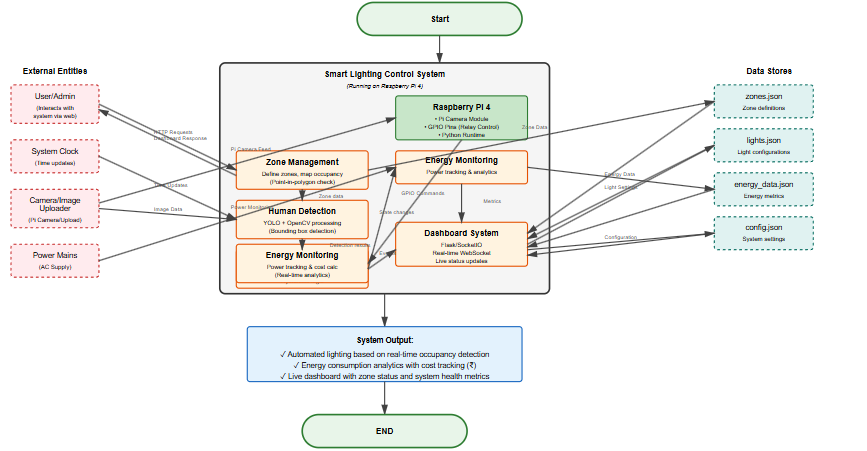 Start
External Entities
Smart Lighting Control System
(Running on Raspberry Pi 4)
Data Stores
User/Admin
(Interacts with
system via web)
HTTP Requests
Dashboard Response
System Clock
(Time updates)
Camera/Image
Uploader
(Pi Camera/Upload)
Image Data
Power Mains
(AC Supply)
Raspberry Pi 4
• Pi Camera Module
• GPIO Pins (Relay Control)
• Python Runtime
Zone Data
Pi Camera Feed
Zone Management
Define zones, map occupancy
(Point-in-polygon check)
Zone data
Energy Monitoring
Power tracking & analytics
GPIO Commands
Metrics
Human Detection
YOLO + OpenCV processing
(Bounding box detection)
State changes
Energy Monitoring
Power tracking & cost calc
(Real-time analytics)
Dashboard System
Flask/SocketIO
Real-time WebSocket
Live status updates
Energy Data
Light Settings
Configuration
zones.json
Zone definitions
lights.json
Light configurations
energy_data.json
Energy metrics
config.json
System settings
System Output:
✓ Automated lighting based on real-time occupancy detection
✓ Energy consumption analytics with cost tracking (₹)
✓ Live dashboard with zone status and system health metrics
END